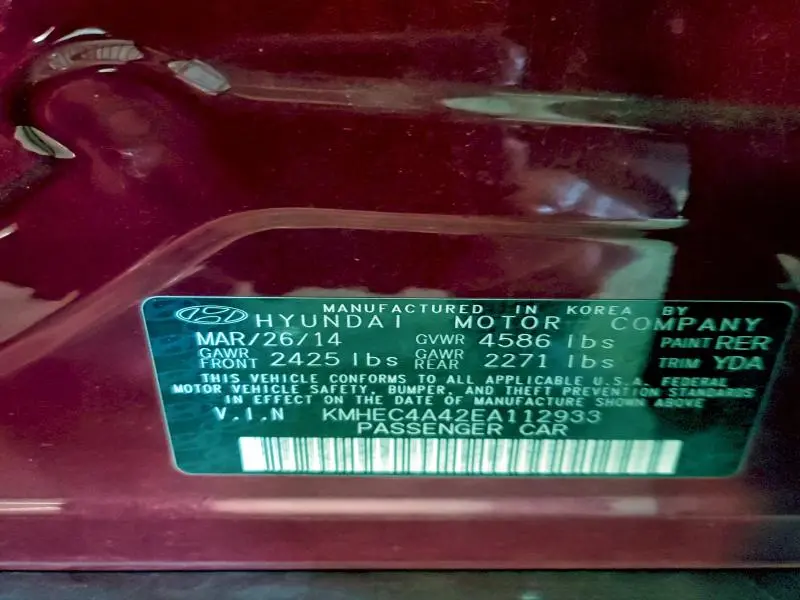 MANUFACTURED IN KOREA BY
HYUNDAI MOTOR COMPANY
MAR/26/14 GVWR 4586 lbs PAINT RER
GAWR FRONT 2425 lbs GAWR REAR 2271 lbs TRIM YDA
THIS VEHICLE CONFORMS TO ALL APPLICABLE U.S.A. FEDERAL
MOTOR VEHICLE SAFETY, BUMPER, AND THEFT PREVENTION STANDARDS
IN EFFECT ON THE DATE OF MANUFACTURE SHOWN ABOVE
V.I.N KMHEC4A42EA112933
PASSENGER CAR